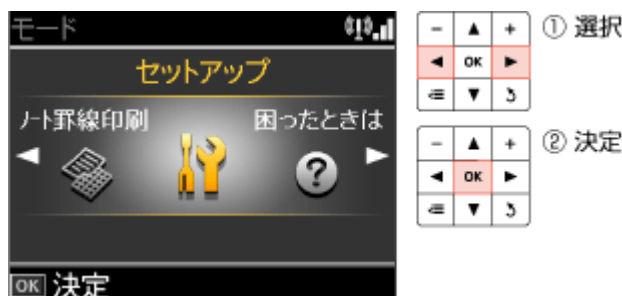 モード
セットアップ
ノート罫線印刷
困ったときは
OK 決定
① 選択
- ▲ +
◀ OK ▶
▼
② 決定
- ▲ +
◀ OK ▶
▼